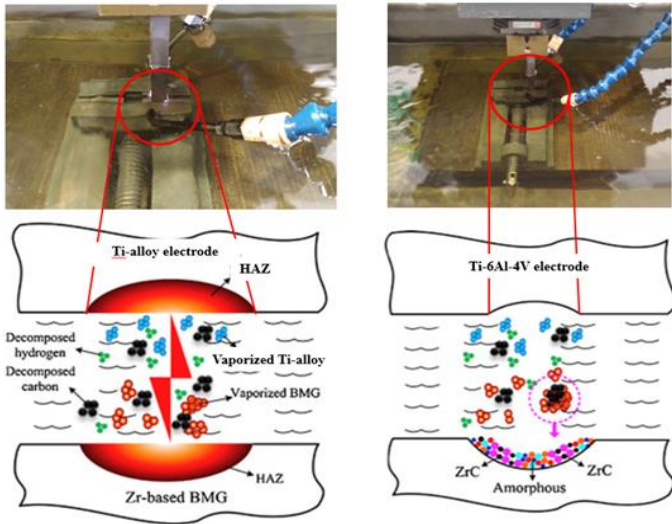 Ti-alloy electrode
HAZ
Decomposed
hydrogen
Decomposed
carbon
Vaporized Ti-alloy
Vaporized BMG
HAZ
Zr-based BMG
Ti-6Al-4V electrode
ZrC
Amorphous
ZrC